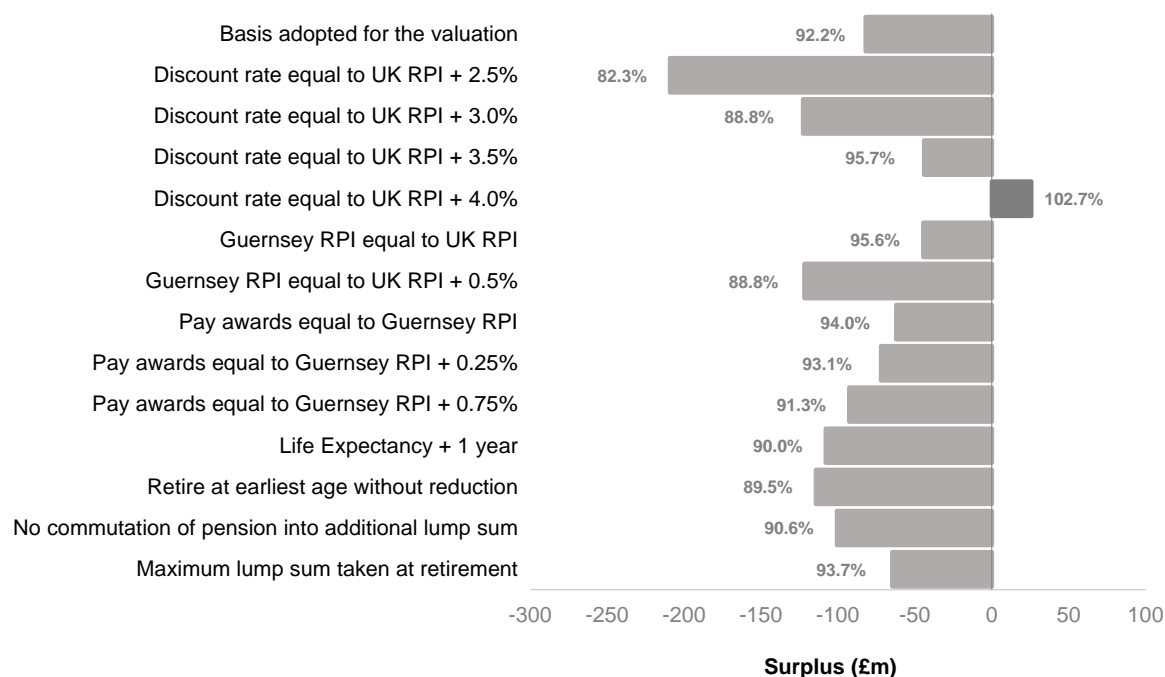 Basis adopted for the valuation 92.2%
Discount rate equal to UK RPI + 2.5% 82.3%
Discount rate equal to UK RPI + 3.0% 88.8%
Discount rate equal to UK RPI + 3.5% 95.7%
Discount rate equal to UK RPI + 4.0% 102.7%
Guernsey RPI equal to UK RPI 95.6%
Guernsey RPI equal to UK RPI + 0.5% 88.8%
Pay awards equal to Guernsey RPI 94.0%
Pay awards equal to Guernsey RPI + 0.25% 93.1%
Pay awards equal to Guernsey RPI + 0.75% 91.3%
Life Expectancy + 1 year 90.0%
Retire at earliest age without reduction 89.5%
No commutation of pension into additional lump sum 90.6%
Maximum lump sum taken at retirement 93.7%
-300 -250 -200 -150 -100 -50 0 50 100
Surplus (£m)